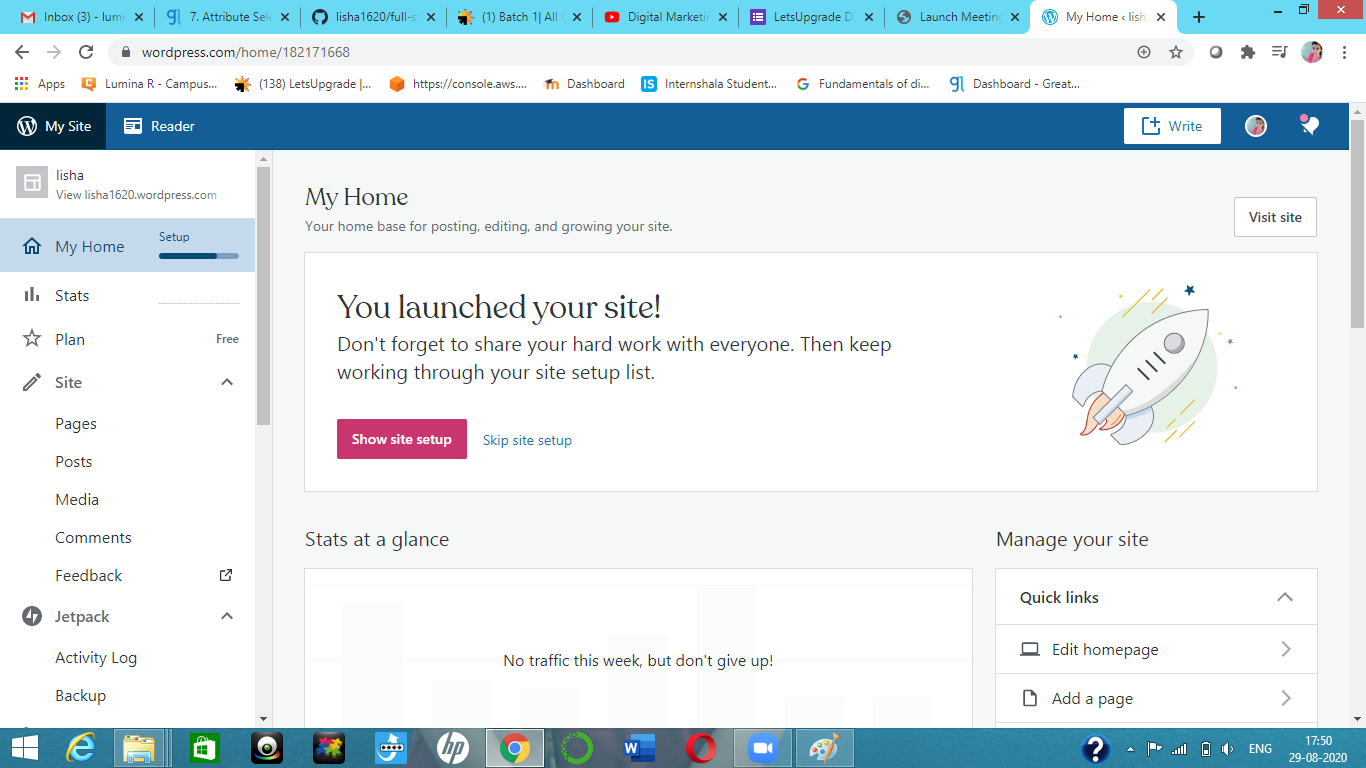 Inbox (3) - lumi
7. Attribute Sele
lisha1620/full-s
(1) Batch 1| All
Digital Marketin
LetsUpgrade D
Launch Meeting
My Home ‹ lish
wordpress.com/home/182171668
Apps
Lumina R - Campus...
(138) LetsUpgrade |...
https://console.aws....
Dashboard
Internshala Student...
Fundamentals of di...
Dashboard - Great...
My Site
Reader
Write
lisha
View lisha1620.wordpress.com
My Home
Setup
Stats
Plan
Free
Site
Pages
Posts
Media
Comments
Feedback
Jetpack
Activity Log
Backup
My Home
Your home base for posting, editing, and growing your site.
Visit site
You launched your site!
Don't forget to share your hard work with everyone. Then keep
working through your site setup list.
Show site setup
Skip site setup
Stats at a glance
No traffic this week, but don't give up!
Manage your site
Quick links
Edit homepage
Add a page
ENG
17:50
29-08-2020